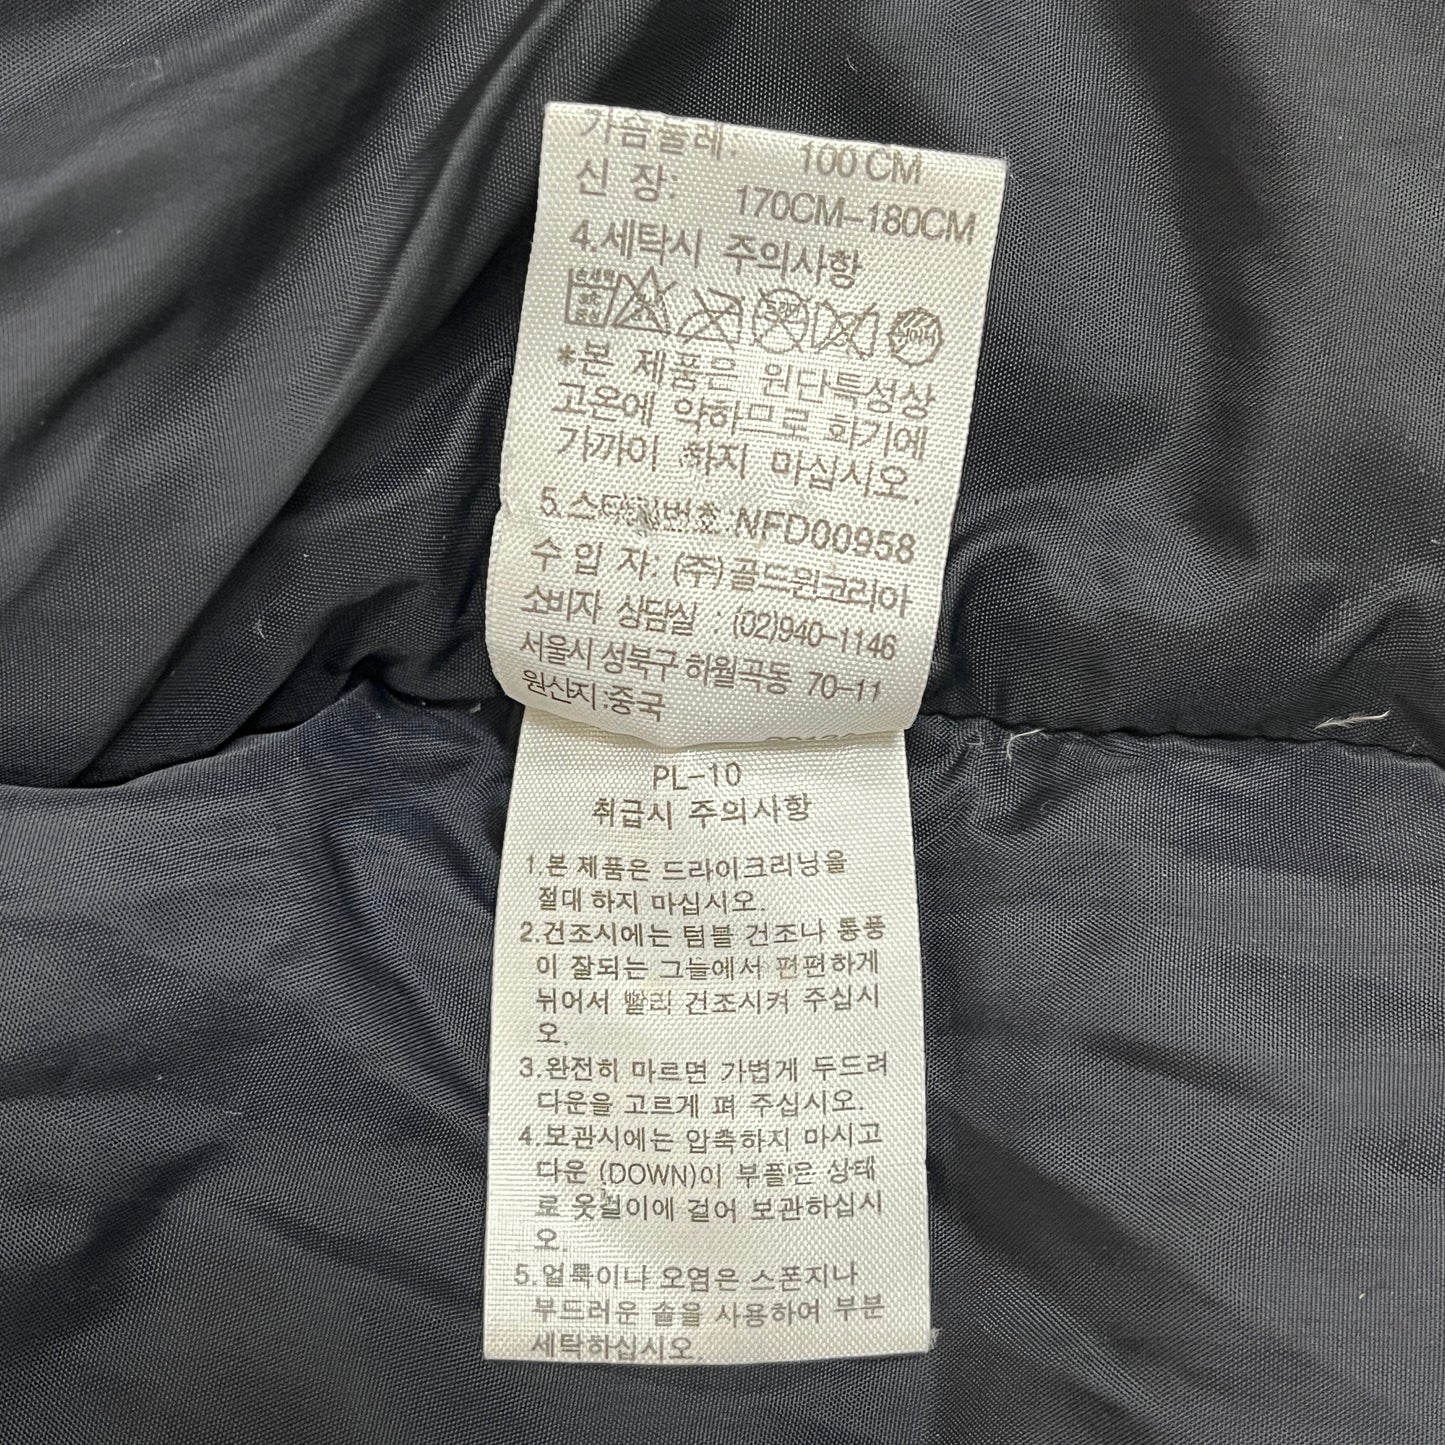 가슴둘레: 100 CM
신 장: 170CM-180CM
4.세탁시 주의사항
손세탁
중성
*본 제품은 원단특성상
고온에 약하므로 화기에
가까이 하지 마십시오.
5.스타일번호:NFD00958
수 입 자: (주)골드윈코리아
소비자 상담실 : (02)940-1146
서울시 성북구 하월곡동 70-11
원산지:중국
PL-10
취급시 주의사항
1.본 제품은 드라이크리닝을
절대 하지 마십시오.
2.건조시에는 텀블 건조나 통풍
이 잘되는 그늘에서 편편하게
뉘어서 빨리 건조시켜 주십시
오.
3.완전히 마르면 가볍게 두드려
다운을 고르게 펴 주십시오.
4.보관시에는 압축하지 마시고
다운 (DOWN)이 부풀은 상태
로 옷걸이에 걸어 보관하십시
오.
5.얼룩이나 오염은 스폰지나
부드러운 솔을 사용하여 부분
세탁하십시오.